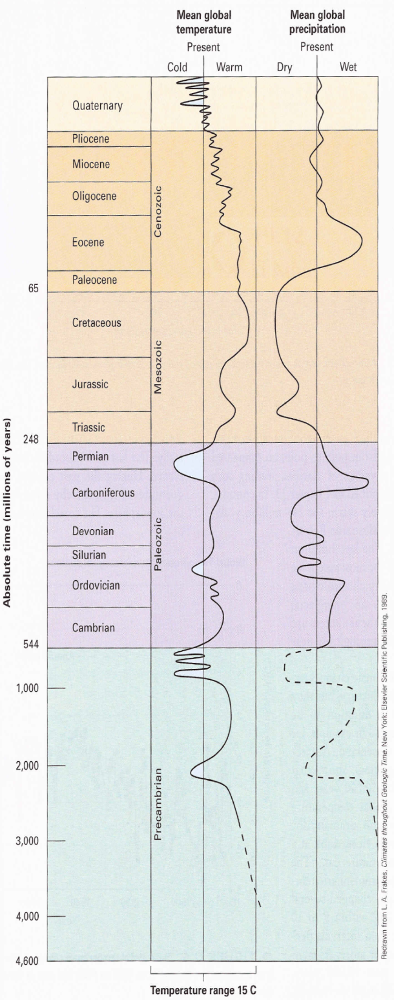 Mean global
temperature
Mean global
precipitation
Present
Present
Cold
Warm
Dry
Wet
Quaternary
Pliocene
Miocene
Oligocene
Eocene
Paleocene
Cenozoic
65
Cretaceous
Jurassic
Triassic
Mesozoic
248
Permian
Carboniferous
Devonian
Silurian
Ordovician
Cambrian
Paleozoic
544
1,000
2,000
3,000
4,000
4,600
Precambrian
Absolute time (millions of years)
Temperature range 15 C
Redrawn from L. A. Frakes, Climates throughout Geologic Time. New York: Elsevier Scientific Publishing, 1989.